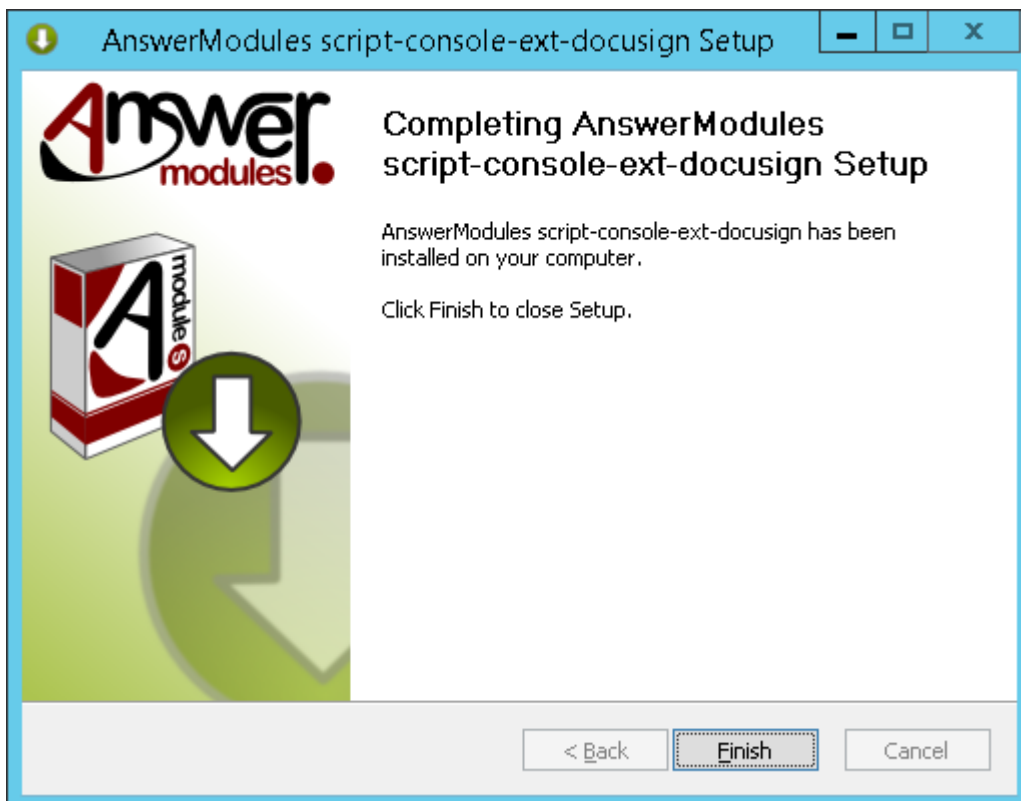 AnswerModules script-console-ext-docusign Setup
Answer
modules
Completing AnswerModules
script-console-ext-docusign Setup
AnswerModules script-console-ext-docusign has been
installed on your computer.
Click Finish to close Setup.
A
modules
< Back
Finish
Cancel